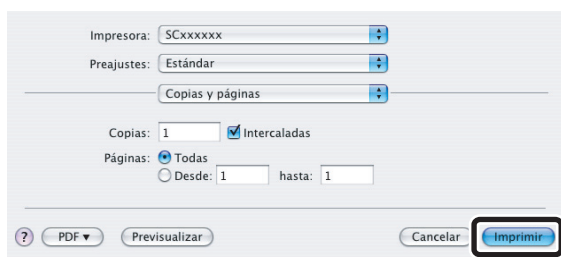 Impresora: SCxxxxxx
Preajustes: Estándar
Copias y páginas
Copias: 1 Intercaladas
Páginas: Todas
Desde: 1 hasta: 1
? PDF▼ Previsualizar Cancelar Imprimir